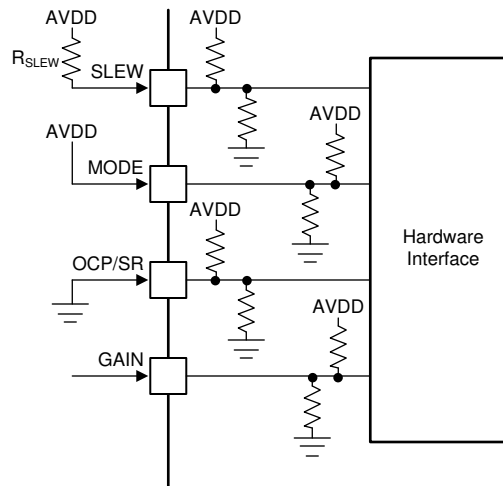 AVDD
AVDD
RSLEW
SLEW
AVDD
AVDD
MODE
AVDD
OCP/SR
Hardware
Interface
AVDD
GAIN